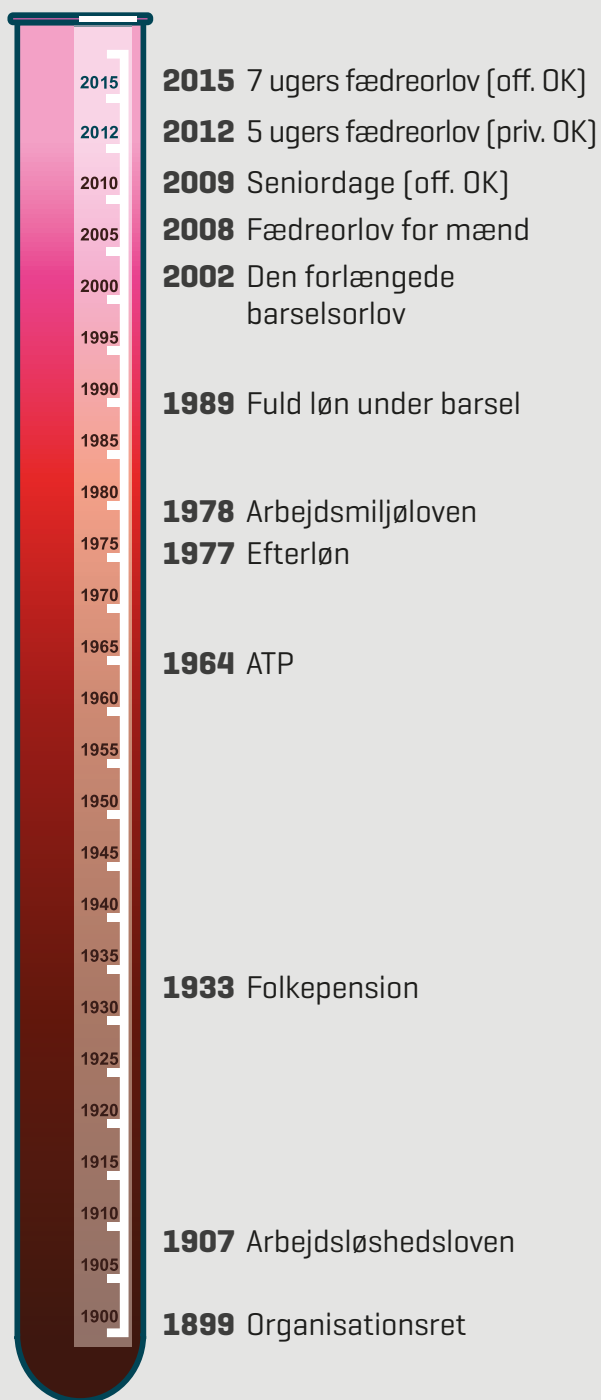 2015
2012
2010
2005
2000
1995
1990
1985
1980
1975
1970
1965
1960
1955
1950
1945
1940
1935
1930
1925
1920
1915
1910
1905
1900
2015 7 ugers fædreorlov (off. OK)
2012 5 ugers fædreorlov (priv. OK)
2009 Seniordage (off. OK)
2008 Fædreorlov for mænd
2002 Den forlængede
barselsorlov
1989 Fuld løn under barsel
1978 Arbejdsmiljøloven
1977 Efterløn
1964 ATP
1933 Folkepension
1907 Arbejdsløshedsloven
1899 Organisationsret